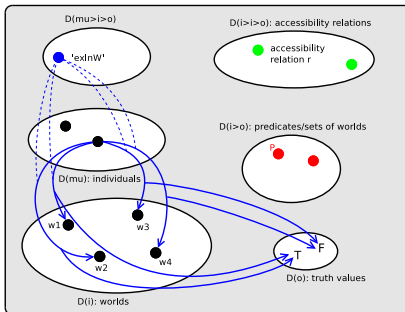 D(mu>i>o)
D(i>i>o): accessibility relations
'exInW'
accessibility
relation r
D(i>o): predicates/sets of worlds
P
D(mu): individuals
w1
w2
w3
w4
T
F
D(o): truth values
D(i): worlds